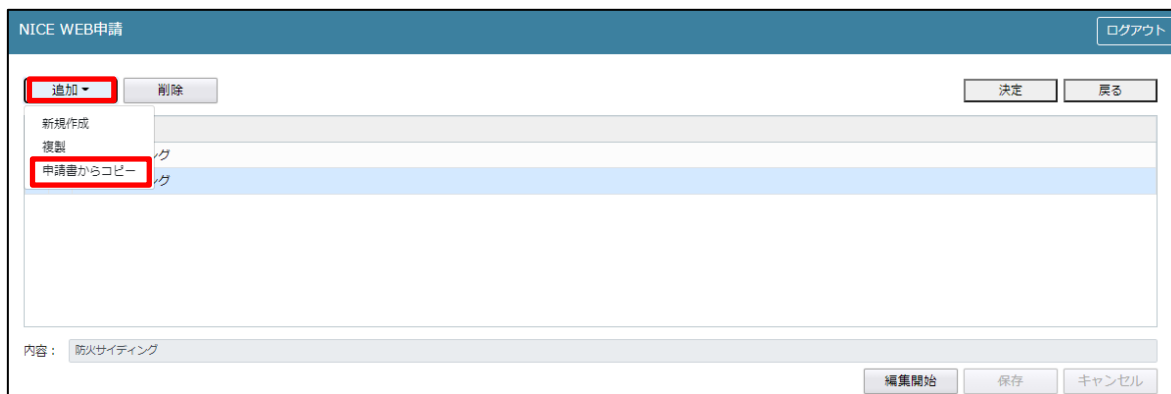 NICE WEB申請
ログアウト
追加 削除 決定 戻る
新規作成
複製
ング
申請書からコピー
ング
内容： 防火サイディング
編集開始 保存 キャンセル